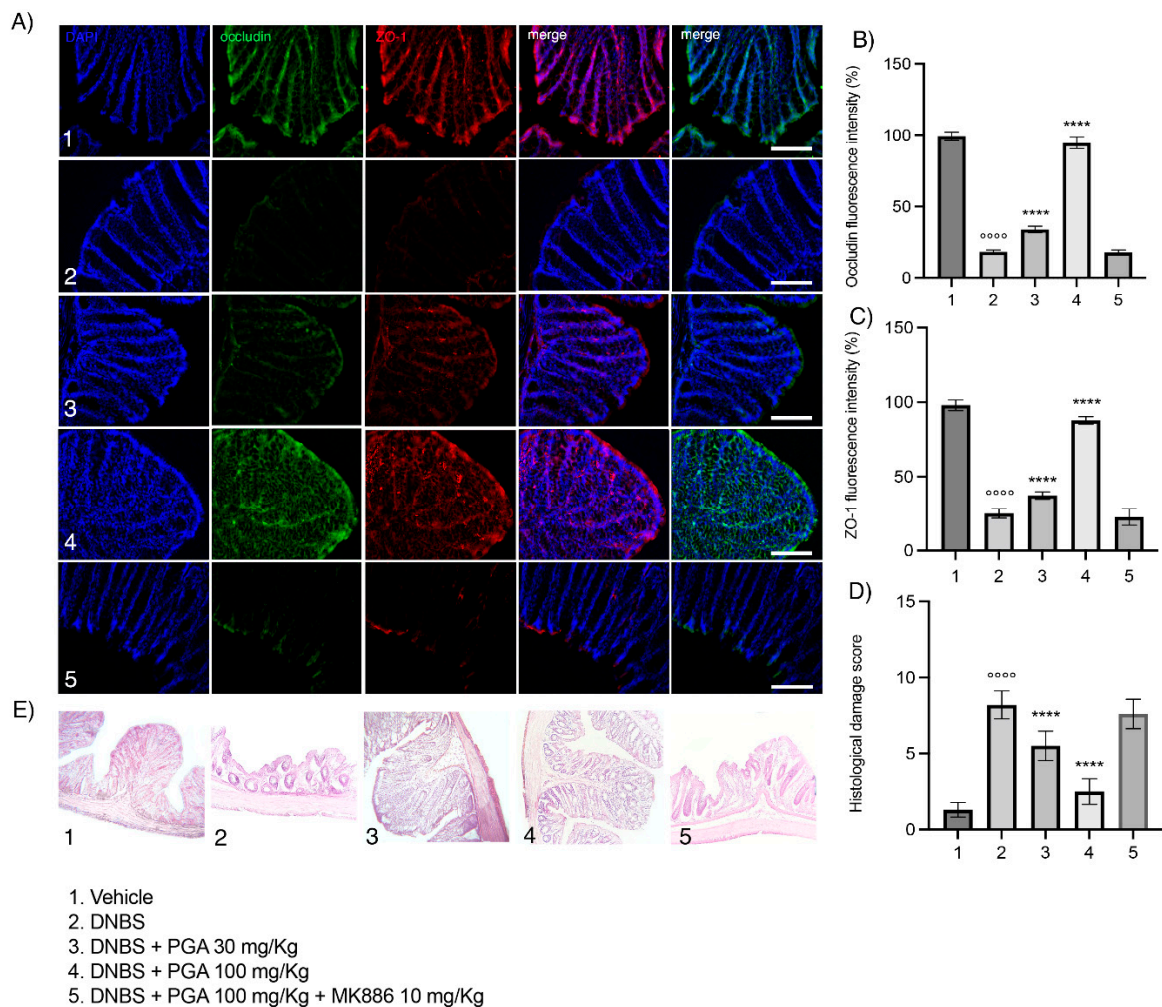 A)
DAPI occludin ZO-1 merge merge
1
2
3
4
5
B)
Occludin fluorescence intensity (%)
150
100
50
0
°°°° **** ****
1 2 3 4 5
C)
ZO-1 fluorescence intensity (%)
150
100
50
0
°°°° **** ****
1 2 3 4 5
D)
Histological damage score
15
10
5
0
°°°° **** ****
1 2 3 4 5
E)
1 2 3 4 5
1. Vehicle
2. DNBS
3. DNBS + PGA 30 mg/Kg
4. DNBS + PGA 100 mg/Kg
5. DNBS + PGA 100 mg/Kg + MK886 10 mg/Kg